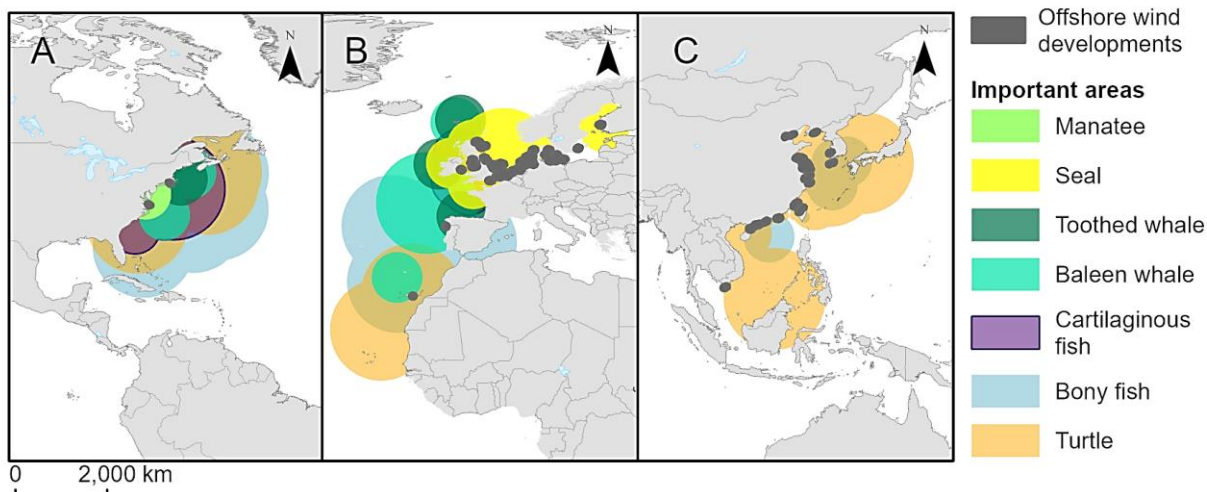 A
N
B
N
C
N
Offshore wind
developments
Important areas
Manatee
Seal
Toothed whale
Baleen whale
Cartilaginous
fish
Bony fish
Turtle
0 2,000 km